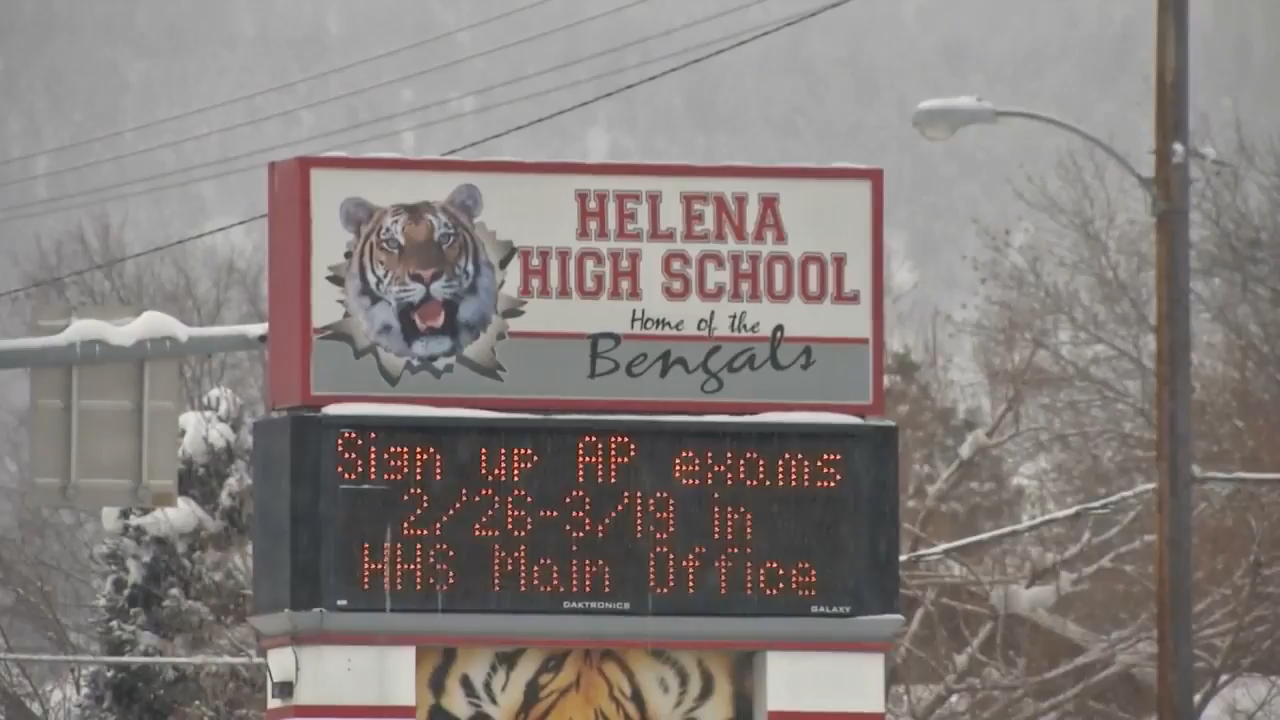 HELENA
HIGH SCHOOL
Home of the
Bengals
Sign up AP exams
2/26-3/19 in
HHS Main Office
DAKTRONICS GALAXY